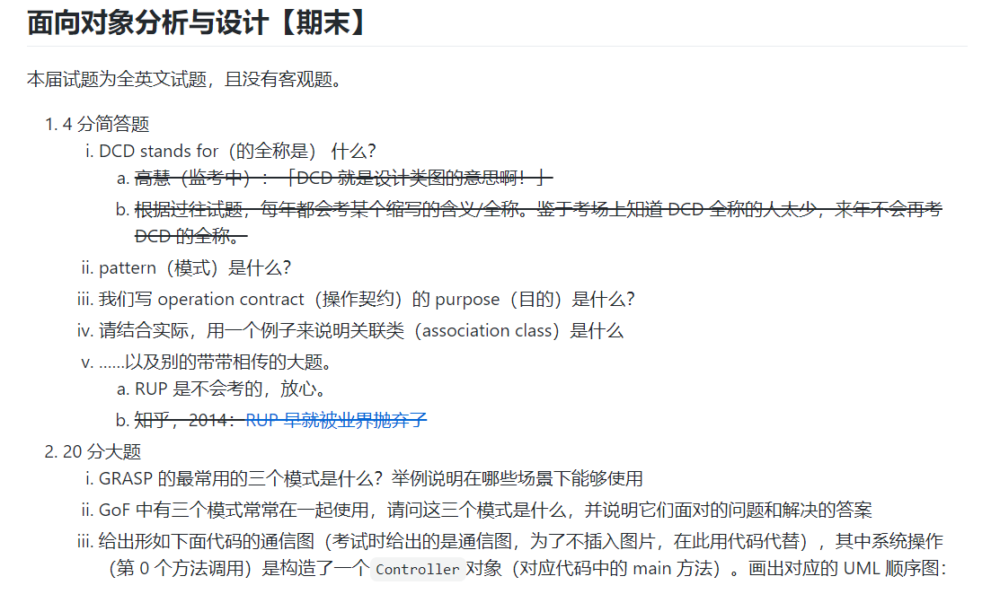 面向对象分析与设计【期末】
本届试题为全英文试题，且没有客观题。
1. 4 分简答题
i. DCD stands for（的全称是） 什么？
a. 高慧（监考中）：「DCD 就是设计类图的意思啊！」
b. 根据过往试题，每年都会考某个缩写的含义/全称。鉴于考场上知道 DCD 全称的人太少，来年不会再考
DCD 的全称。
ii. pattern（模式）是什么？
iii. 我们写 operation contract（操作契约）的 purpose（目的）是什么？
iv. 请结合实际，用一个例子来说明关联类（association class）是什么
v. ……以及别的带带相传的大题。
a. RUP 是不会考的，放心。
b. 知乎，2014：RUP 早就被业界抛弃了
2. 20 分大题
i. GRASP 的最常用的三个模式是什么？举例说明在哪些场景下能够使用
ii. GoF 中有三个模式常常在一起使用，请问这三个模式是什么，并说明它们面对的问题和解决的答案
iii. 给出形如下面代码的通信图（考试时给出的是通信图，为了不插入图片，在此用代码代替），其中系统操作
（第 0 个方法调用）是构造了一个 Controller 对象（对应代码中的 main 方法）。画出对应的 UML 顺序图：